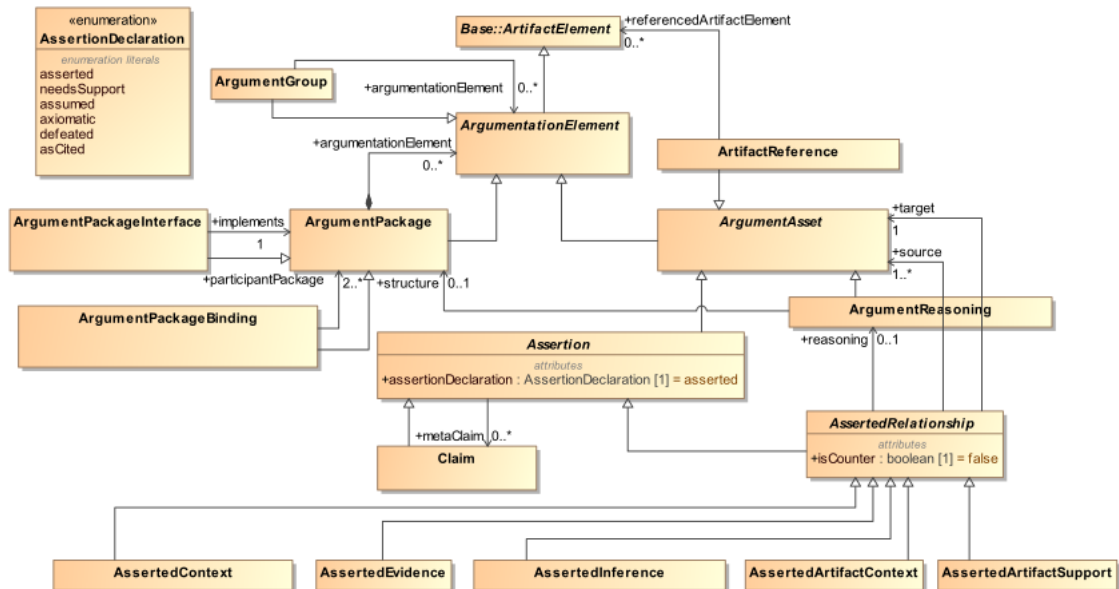 «enumeration»
AssertionDeclaration
enumeration literals
asserted
needsSupport
assumed
axiomatic
defeated
asCited
Base::ArtifactElement
+referencedArtifactElement
0..*
ArgumentGroup
+argumentationElement
0..*
ArgumentationElement
+argumentationElement
0..*
ArtifactReference
ArgumentPackageInterface
+implements
1
ArgumentPackage
ArgumentAsset
+target
1
+source
1..*
+participantPackage
2..*
+structure
0..1
ArgumentPackageBinding
ArgumentReasoning
+reasoning
0..1
Assertion
attributes
+assertionDeclaration : AssertionDeclaration [1] = asserted
+metaClaim
0..*
Claim
AssertedRelationship
attributes
+isCounter : boolean [1] = false
AssertedContext
AssertedEvidence
AssertedInference
AssertedArtifactContext
AssertedArtifactSupport